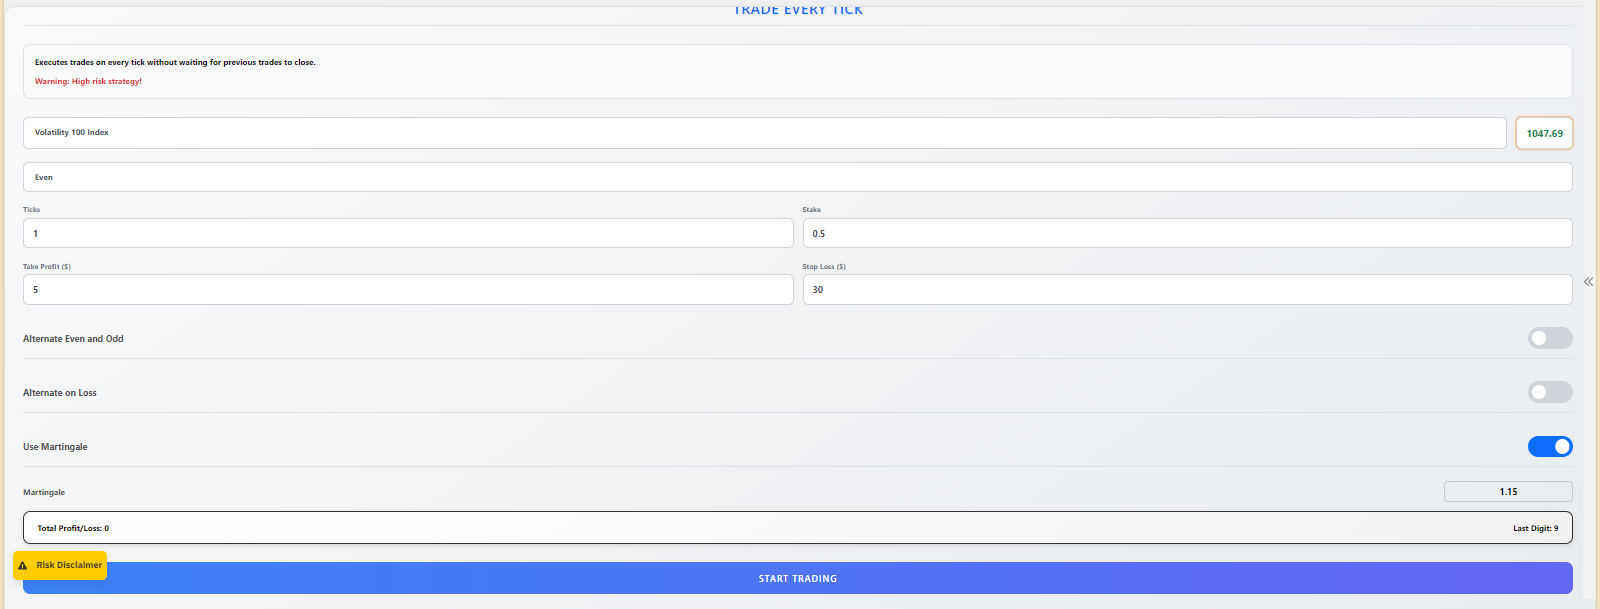 TRADE EVERY TICK
Executes trades on every tick without waiting for previous trades to close.
Warning: High risk strategy!
Volatility 100 Index
1047.69
Even
Ticks
Stake
1
0.5
Take Profit ($)
Stop Loss ($)
5
30
Alternate Even and Odd
Alternate on Loss
Use Martingale
Martingale
1.15
Total Profit/Loss: 0
Last Digit: 9
Risk Disclaimer
START TRADING